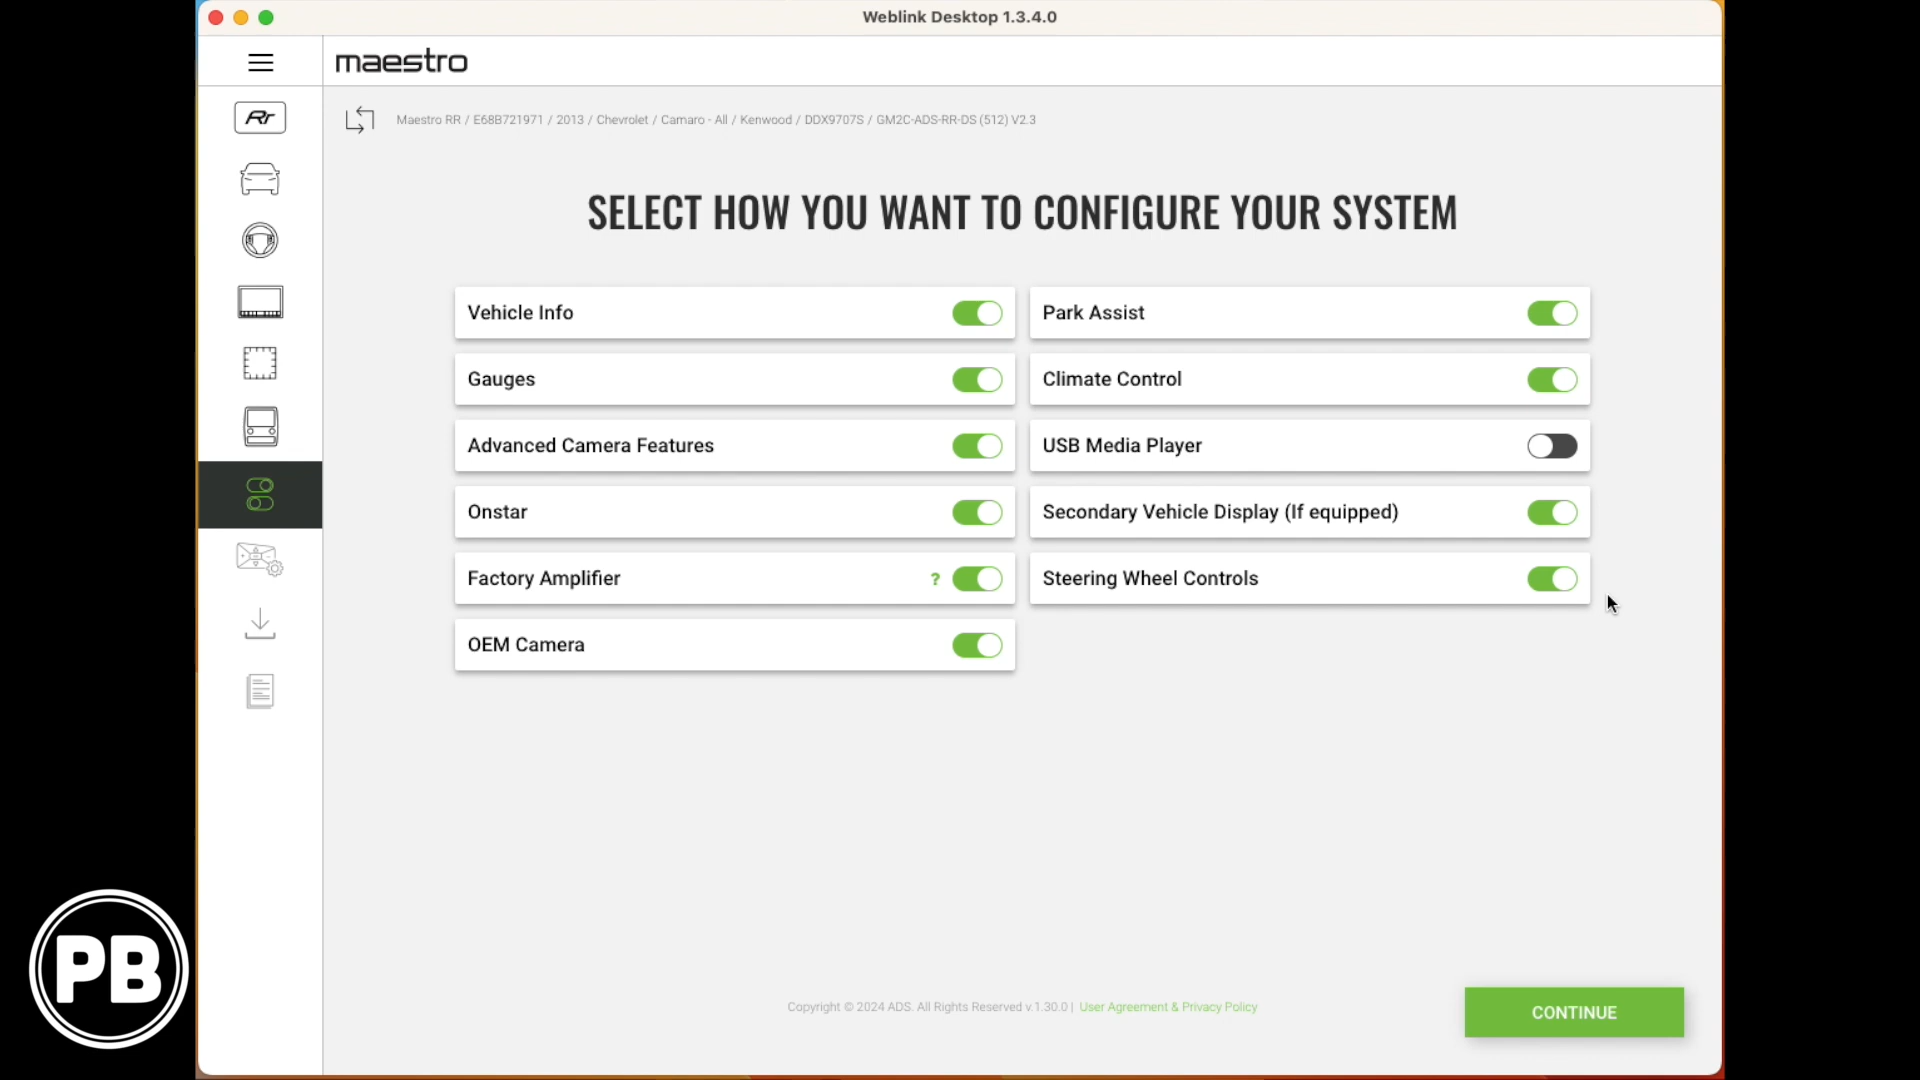 Weblink Desktop 1.3.4.0
maestro
Rr
Maestro RR / E68B721971 / 2013 / Chevrolet / Camaro - All / Kenwood / DDX9707S / GM2C-ADS-RR-DS (512) V2.3
SELECT HOW YOU WANT TO CONFIGURE YOUR SYSTEM
Vehicle Info
Park Assist
Gauges
Climate Control
Advanced Camera Features
USB Media Player
Onstar
Secondary Vehicle Display (If equipped)
Factory Amplifier ?
Steering Wheel Controls
OEM Camera
Copyright © 2024 ADS. All Rights Reserved v.1.30.0 | User Agreement & Privacy Policy
CONTINUE
PB